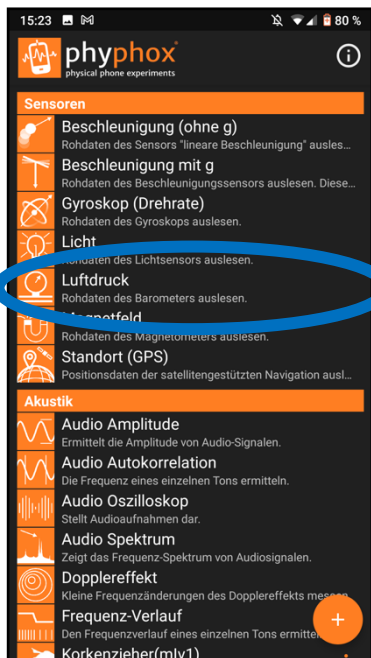 15:23 80 %
phyphox
physical phone experiments
Sensoren
Beschleunigung (ohne g)
Rohdaten des Sensors "lineare Beschleunigung" ausles...
Beschleunigung mit g
Rohdaten des Beschleunigungssensors auslesen. Diese...
Gyroskop (Drehrate)
Rohdaten des Gyroskops auslesen.
Licht
Rohdaten des Lichtsensors auslesen.
Luftdruck
Rohdaten des Barometers auslesen.
Magnetfeld
Rohdaten des Magnetometers auslesen.
Standort (GPS)
Positionsdaten der satellitengestützten Navigation ausl...
Akustik
Audio Amplitude
Ermittelt die Amplitude von Audio-Signalen.
Audio Autokorrelation
Die Frequenz eines einzelnen Tons ermitteln.
Audio Oszilloskop
Stellt Audioaufnahmen dar.
Audio Spektrum
Zeigt das Frequenz-Spektrum von Audiosignalen.
Dopplereffekt
Kleine Frequenzänderungen des Dopplereffekts messen.
Frequenz-Verlauf
Den Frequenzverlauf eines einzelnen Tons
Korkenzieher(mlv1)